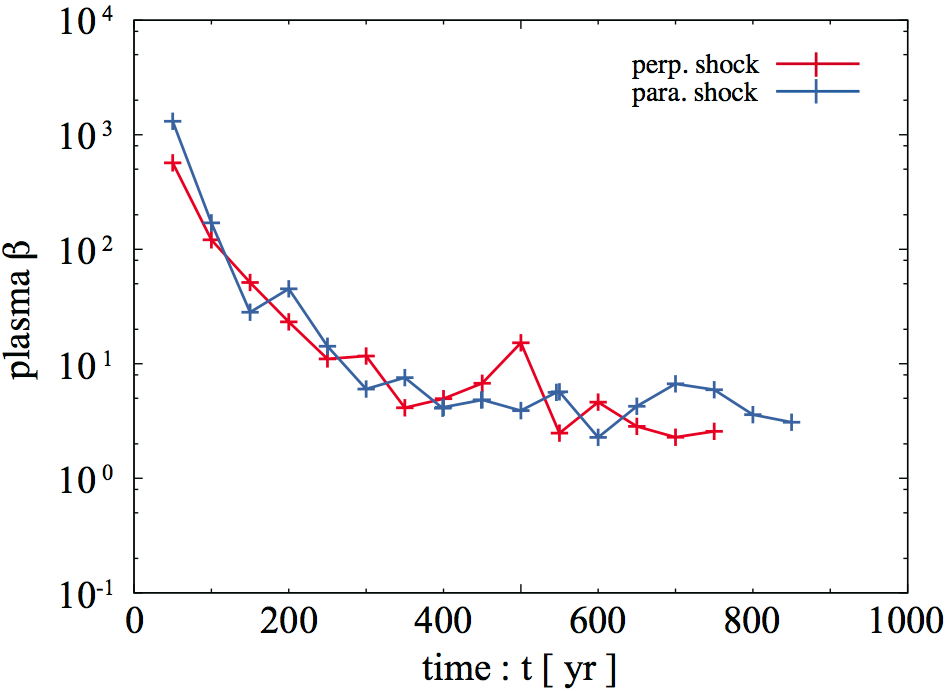 10^4
perp. shock
para. shock
10^3
10^2
plasma β
10^1
10^0
10^-1
0 200 400 600 800 1000
time : t [ yr ]